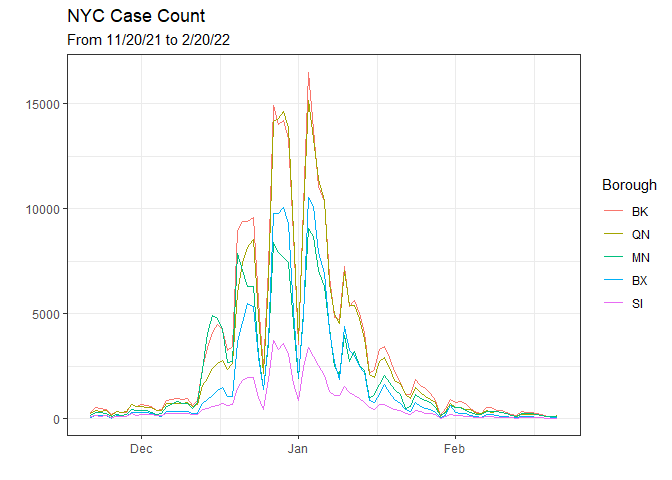 NYC Case Count
From 11/20/21 to 2/20/22
15000
10000
5000
0
Dec
Jan
Feb
Borough
BK
QN
MN
BX
SI